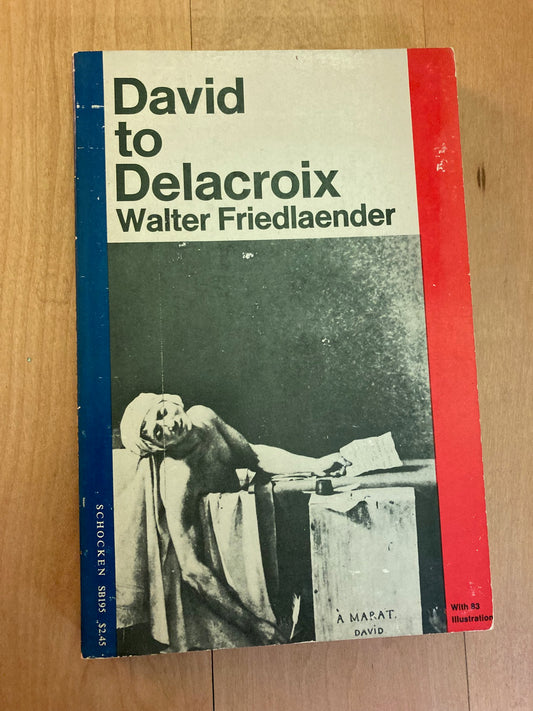 David
to
Delacroix
Walter Friedlaender
À MARAT.
DAVID
With 83
Illustration
SCHOCKEN SB195 $2.45